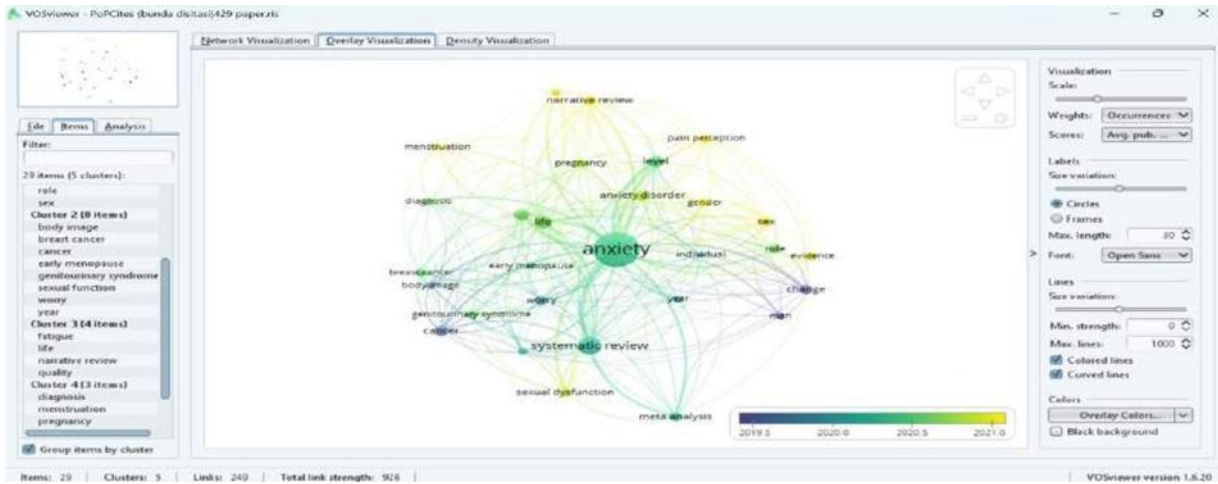 VOSviewer - PoPCites (bunda disitasi)429 paper.ris
Network Visualization Overlay Visualization Density Visualization
File Items Analysis
Filter:
29 items (5 clusters):
role
sex
Cluster 2 (8 items)
body image
breast cancer
cancer
early menopause
genitourinary syndrome
sexual function
worry
year
Cluster 3 (4 items)
fatigue
life
narrative review
quality
Cluster 4 (3 items)
diagnosis
menstruation
pregnancy
Group items by cluster
narrative review
menstruation
pain perception
pregnancy
level
diagnosis
anxiety disorder
gender
life
sex
anxiety
individual
role
evidence
breast cancer
early menopause
body image
worry
year
change
genitourinary syndrome
man
cancer
systematic review
sexual dysfunction
meta analysis
2019.5 2020.0 2020.5 2021.0
Visualization
Scale:
Weights: Occurrences
Scores: Avg. pub. ...
Labels
Size variation:
Circles
Frames
Max. length: 30
Font: Open Sans
Lines
Size variation:
Min. strength: 0
Max. lines: 1000
Colored lines
Curved lines
Colors
Overlay Colors...
Black background
Items: 29 Clusters: 5 Links: 249 Total link strength: 928
VOSviewer version 1.6.20